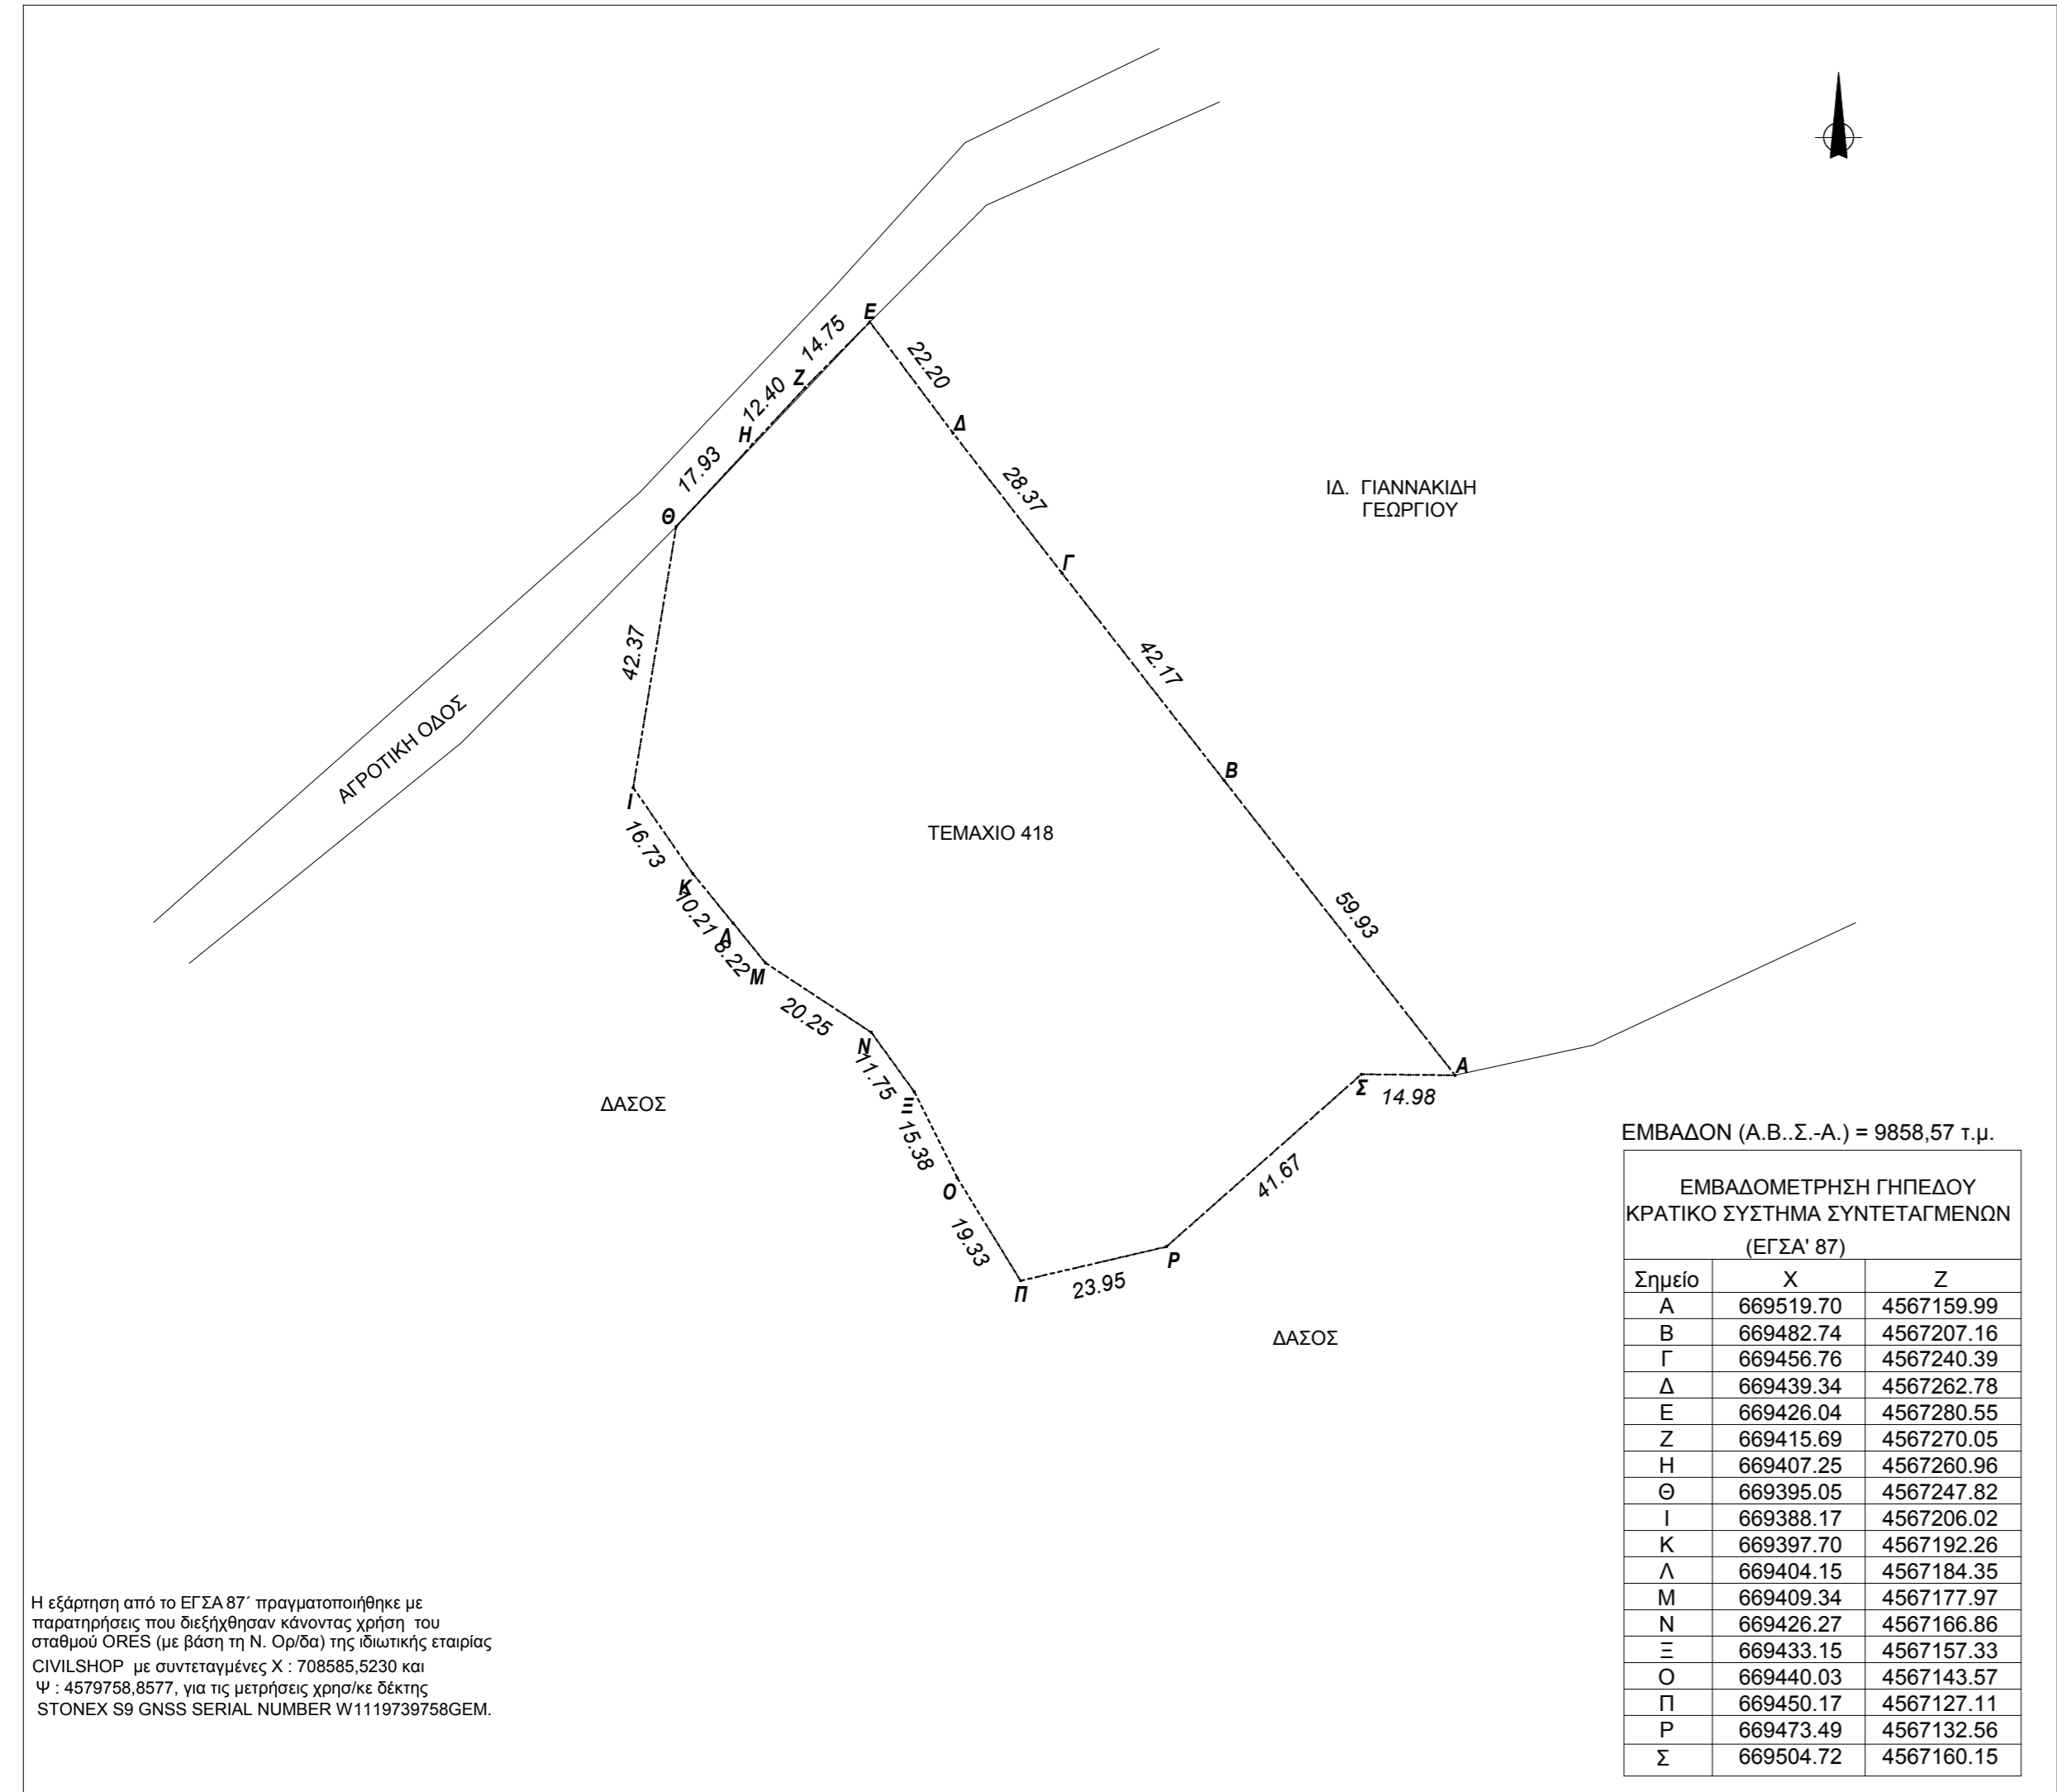 Ε
14.75
22.20
Ζ
12.40
Δ
Η
17.93
28.37
ΙΔ. ΓΙΑΝΝΑΚΙΔΗ
ΓΕΩΡΓΙΟΥ
Θ
Γ
42.37
42.17
ΑΓΡΟΤΙΚΗ ΟΔΟΣ
Β
Ι
16.73
ΤΕΜΑΧΙΟ 418
Κ
10.21
59.93
Λ
8.22
Μ
20.25
Ν
11.75
Α
Σ
14.98
ΔΑΣΟΣ
Ξ
15.38
41.67
Ο
19.33
Ρ
23.95
Π
ΔΑΣΟΣ
ΕΜΒΑΔΟΝ (Α.Β..Σ.-Α.) = 9858,57 τ.μ.
ΕΜΒΑΔΟΜΕΤΡΗΣΗ ΓΗΠΕΔΟΥ
ΚΡΑΤΙΚΟ ΣΥΣΤΗΜΑ ΣΥΝΤΕΤΑΓΜΕΝΩΝ
(ΕΓΣΑ' 87)
Σημείο Χ Ζ
Α 669519.70 4567159.99
Β 669482.74 4567207.16
Γ 669456.76 4567240.39
Δ 669439.34 4567262.78
Ε 669426.04 4567280.55
Ζ 669415.69 4567270.05
Η 669407.25 4567260.96
Θ 669395.05 4567247.82
Ι 669388.17 4567206.02
Κ 669397.70 4567192.26
Λ 669404.15 4567184.35
Μ 669409.34 4567177.97
Ν 669426.27 4567166.86
Ξ 669433.15 4567157.33
Ο 669440.03 4567143.57
Π 669450.17 4567127.11
Ρ 669473.49 4567132.56
Σ 669504.72 4567160.15
Η εξάρτηση από το ΕΓΣΑ 87΄ πραγματοποιήθηκε με
παρατηρήσεις που διεξήχθησαν κάνοντας χρήση του
σταθμού ORES (με βάση τη Ν. Ορ/δα) της ιδιωτικής εταιρίας
CIVILSHOP με συντεταγμένες Χ : 708585,5230 και
Ψ : 4579758,8577, για τις μετρήσεις χρησ/κε δέκτης
STONEX S9 GNSS SERIAL NUMBER W1119739758GEM.